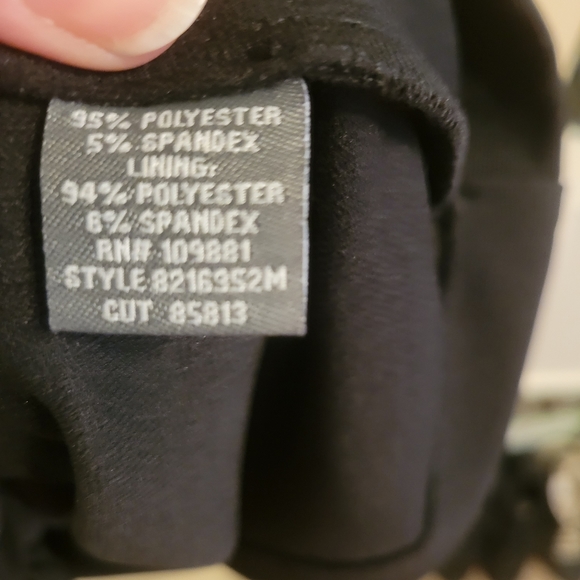 95% POLYESTER
5% SPANDEX
LINING:
94% POLYESTER
6% SPANDEX
RN# 109881
STYLE 8216352M
CUT 85813